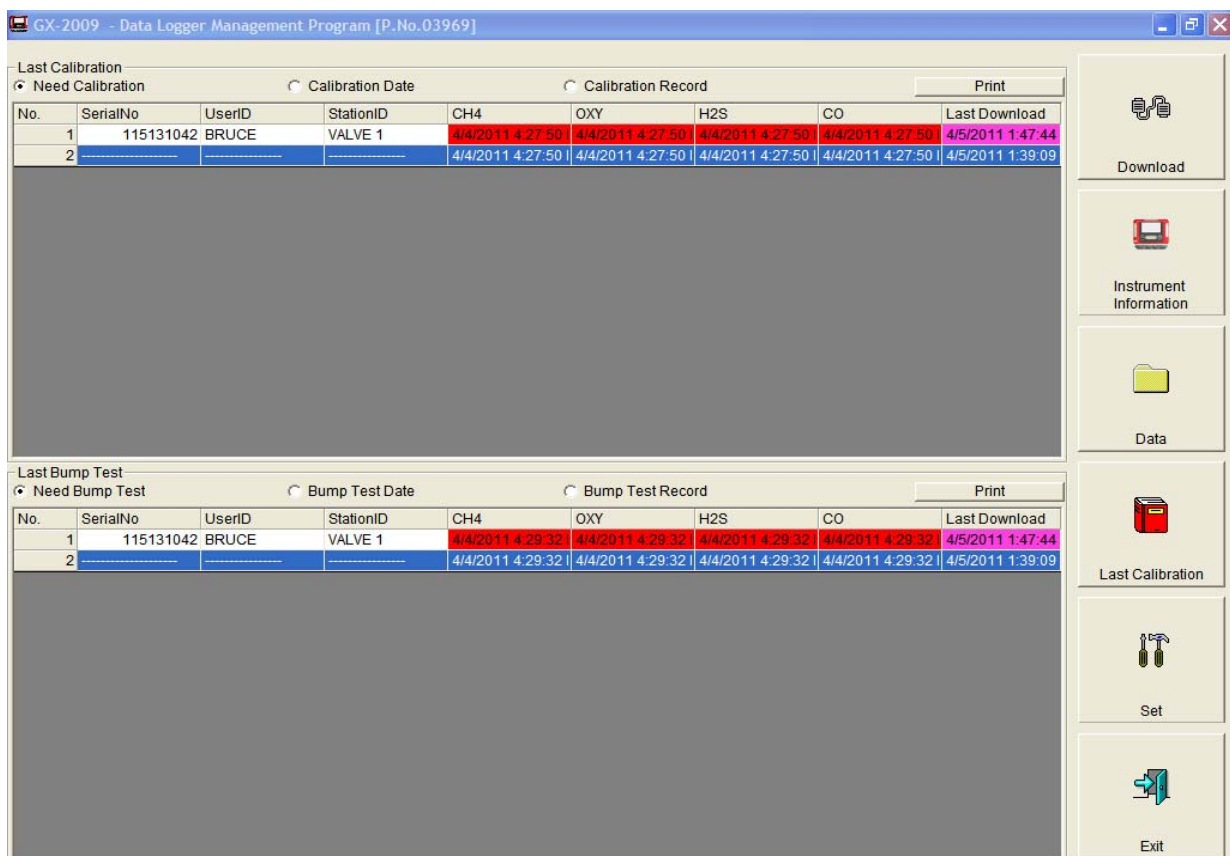 GX-2009 - Data Logger Management Program [P.No.03969]
Last Calibration
Need Calibration Calibration Date Calibration Record Print
No. SerialNo UserID StationID CH4 OXY H2S CO Last Download
1 115131042 BRUCE VALVE 1 4/4/2011 4:27:50 4/4/2011 4:27:50 4/4/2011 4:27:50 4/4/2011 4:27:50 4/5/2011 1:47:44
2 -------------------- ---------------- ---------------- 4/4/2011 4:27:50 4/4/2011 4:27:50 4/4/2011 4:27:50 4/4/2011 4:27:50 4/5/2011 1:39:09
Last Bump Test
Need Bump Test Bump Test Date Bump Test Record Print
No. SerialNo UserID StationID CH4 OXY H2S CO Last Download
1 115131042 BRUCE VALVE 1 4/4/2011 4:29:32 4/4/2011 4:29:32 4/4/2011 4:29:32 4/4/2011 4:29:32 4/5/2011 1:47:44
2 -------------------- ---------------- ---------------- 4/4/2011 4:29:32 4/4/2011 4:29:32 4/4/2011 4:29:32 4/4/2011 4:29:32 4/5/2011 1:39:09
Download
Instrument
Information
Data
Last Calibration
Set
Exit